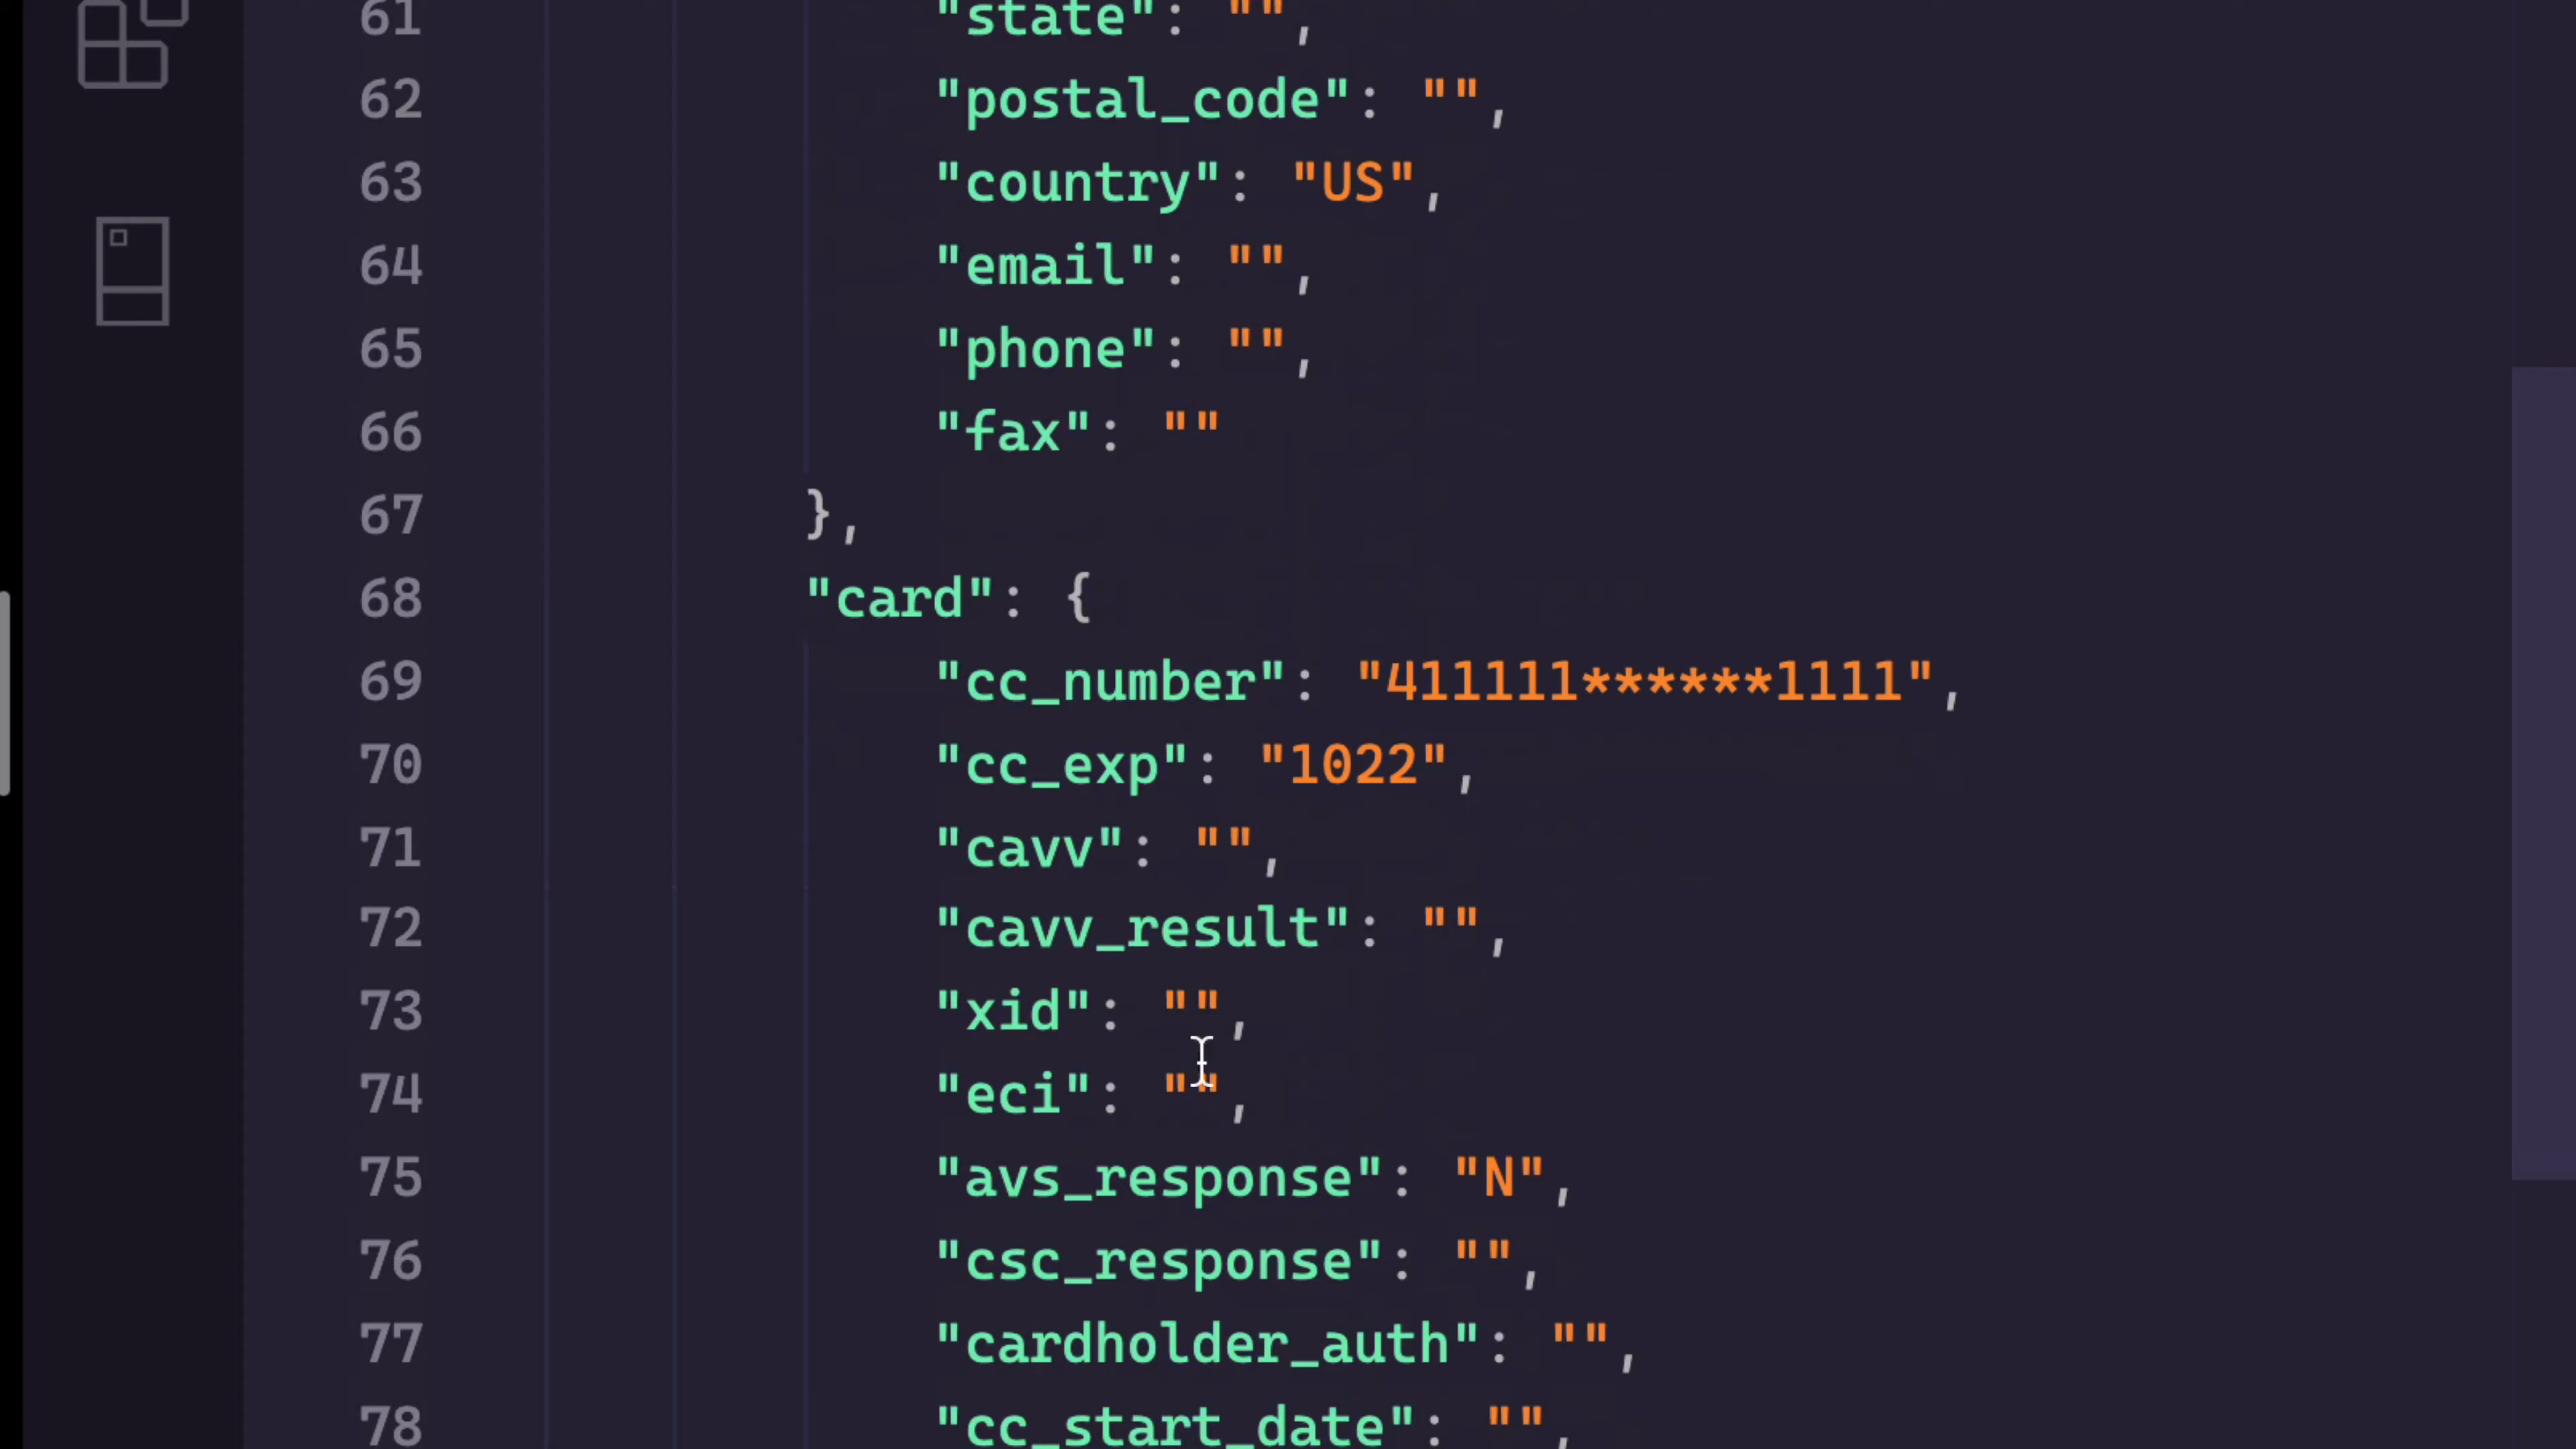 61 "state": "",
62 "postal_code": "",
63 "country": "US",
64 "email": "",
65 "phone": "",
66 "fax": ""
67 },
68 "card": {
69 "cc_number": "411111******1111",
70 "cc_exp": "1022",
71 "cavv": "",
72 "cavv_result": "",
73 "xid": "",
74 "eci": "",
75 "avs_response": "N",
76 "csc_response": "",
77 "cardholder_auth": "",
78 "cc_start_date": "",